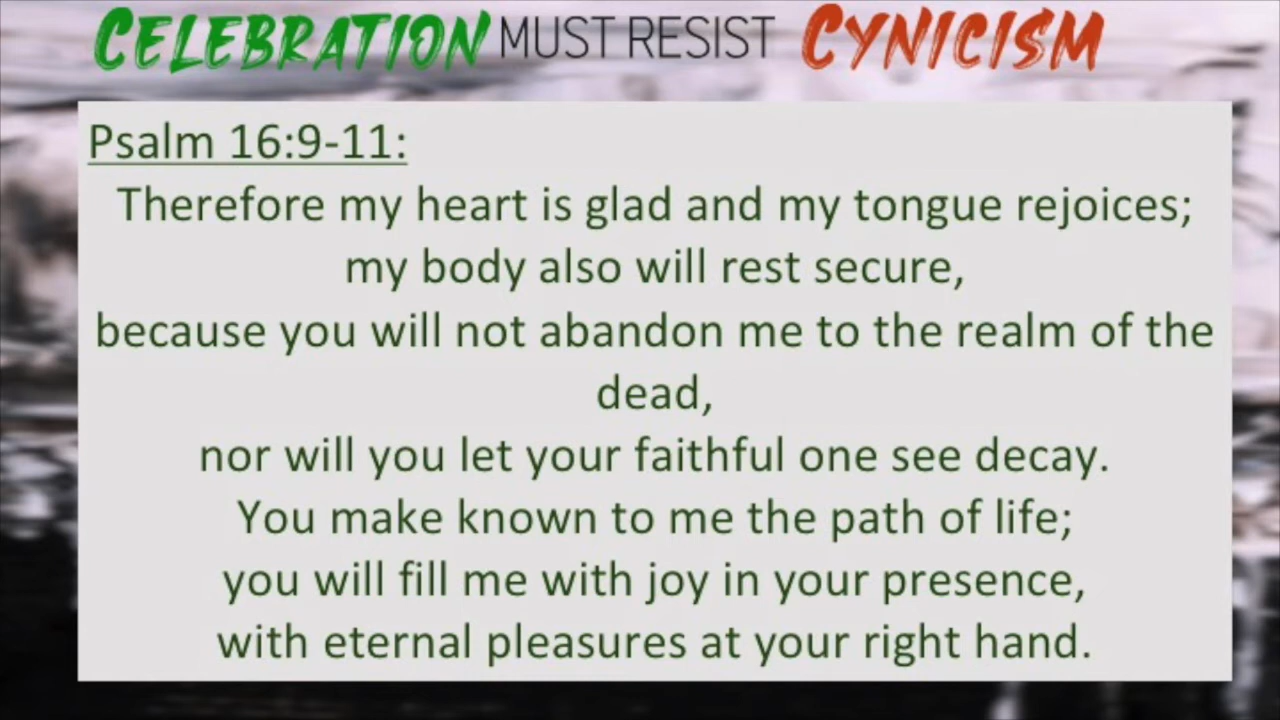 CELEBRATION MUST RESIST CYNICISM
Psalm 16:9-11:
Therefore my heart is glad and my tongue rejoices;
my body also will rest secure,
because you will not abandon me to the realm of the
dead,
nor will you let your faithful one see decay.
You make known to me the path of life;
you will fill me with joy in your presence,
with eternal pleasures at your right hand.